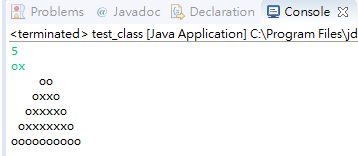 Problems @ Javadoc Declaration Console
<terminated> test_class [Java Application] C:\Program Files\jd
5
ox
oo
oxxo
oxxxxo
oxxxxxxo
oooooooooo